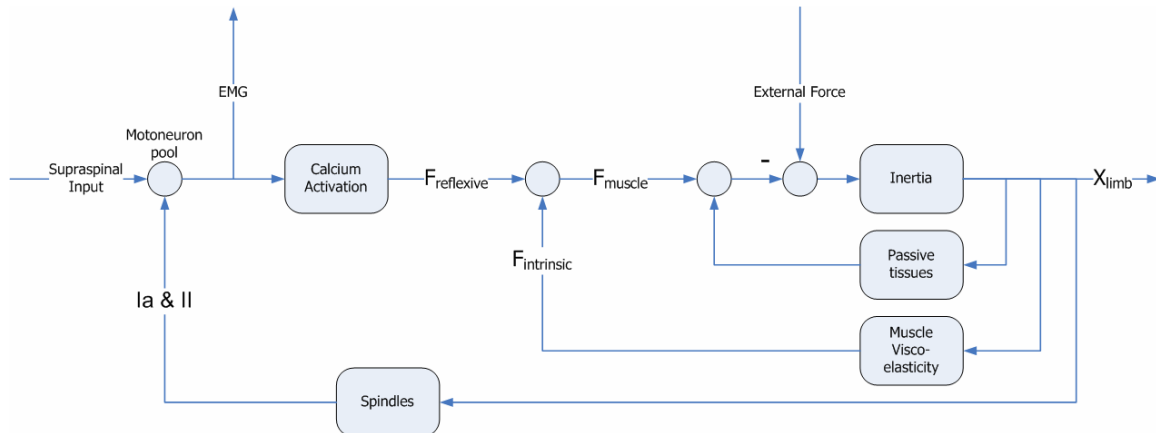 EMG
External Force
Motoneuron
pool
Supraspinal
Input
Calcium
Activation
Freflexive
Fmuscle
-
Inertia
Xlimb
Passive
tissues
Fintrinsic
Ia & II
Muscle
Visco-
elasticity
Spindles